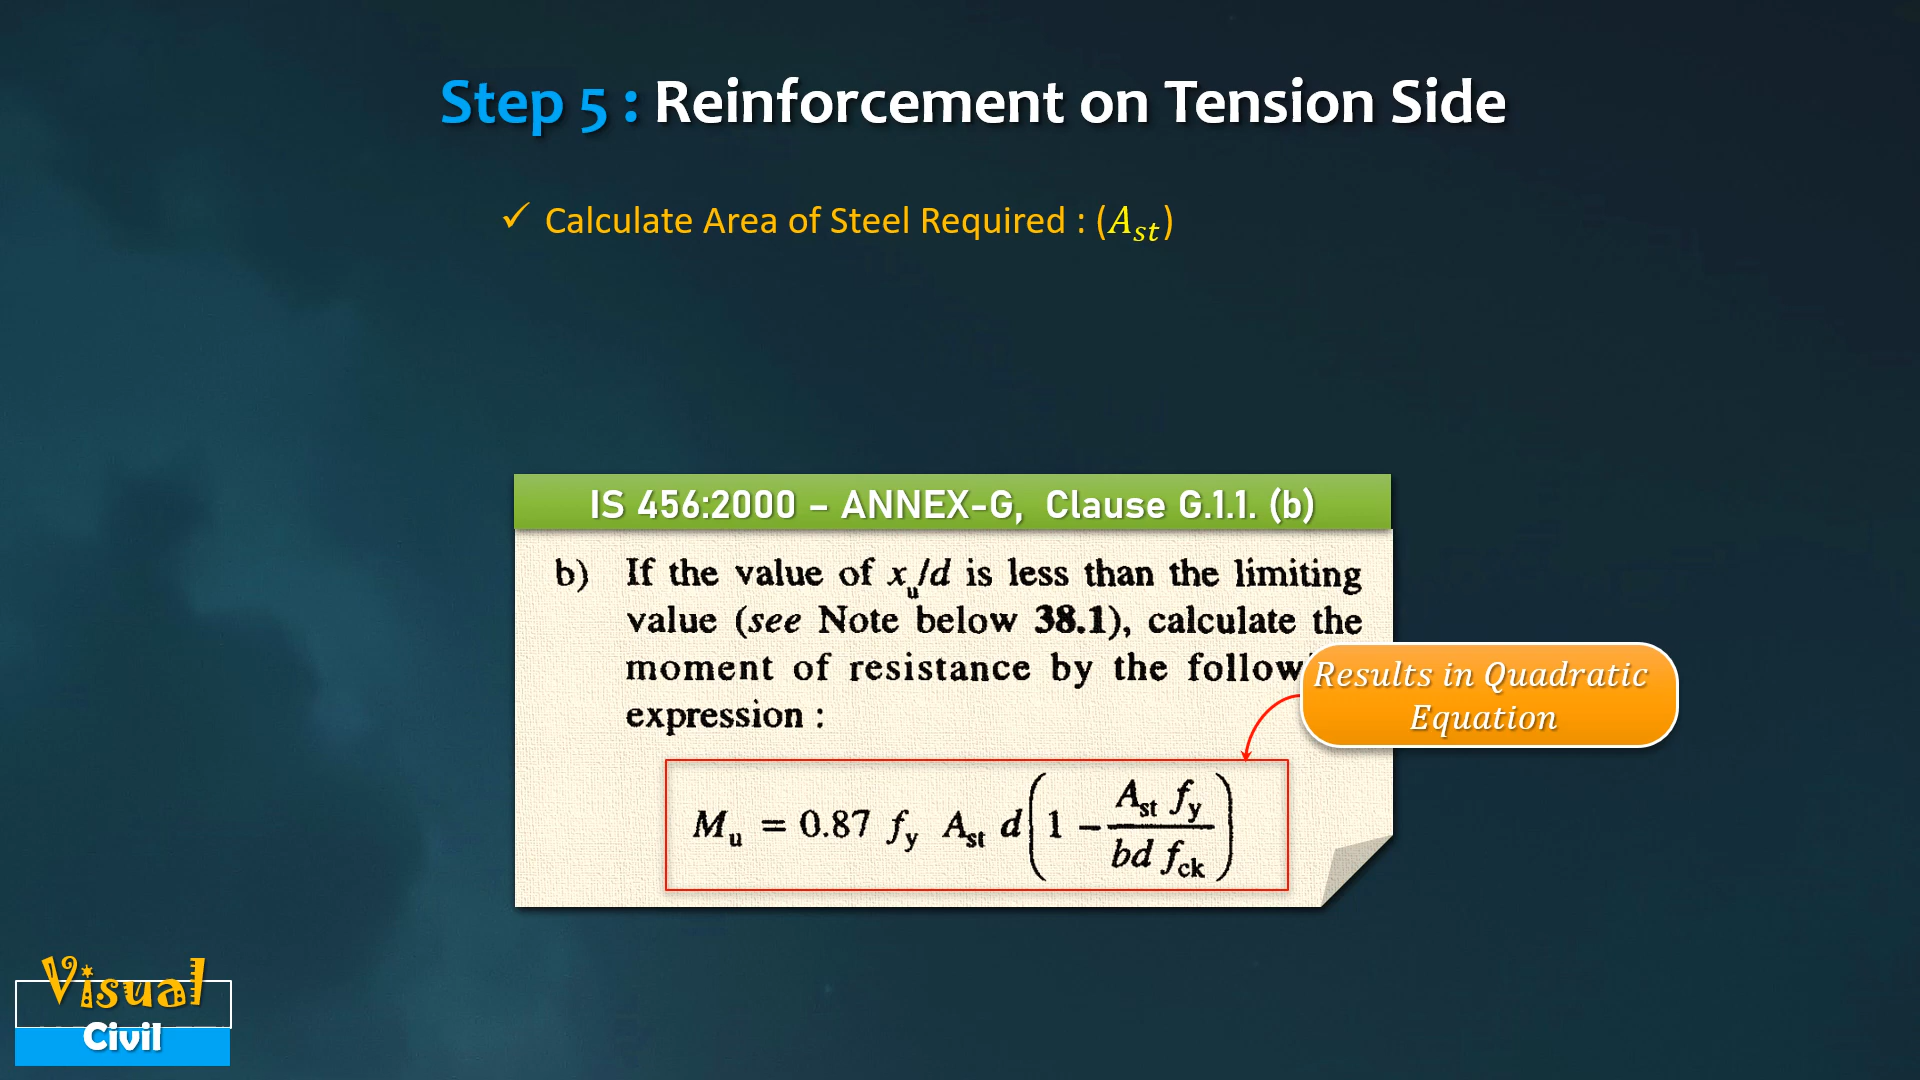 Step 5 : Reinforcement on Tension Side
✓ Calculate Area of Steel Required : (A_st)
IS 456:2000 – ANNEX-G, Clause G.1.1. (b)
b) If the value of x_u/d is less than the limiting
value (see Note below 38.1), calculate the
moment of resistance by the follow
expression :
Results in Quadratic
Equation
M_u = 0.87 f_y A_st d(1 – A_st f_y / bd f_ck)
Visual
Civil